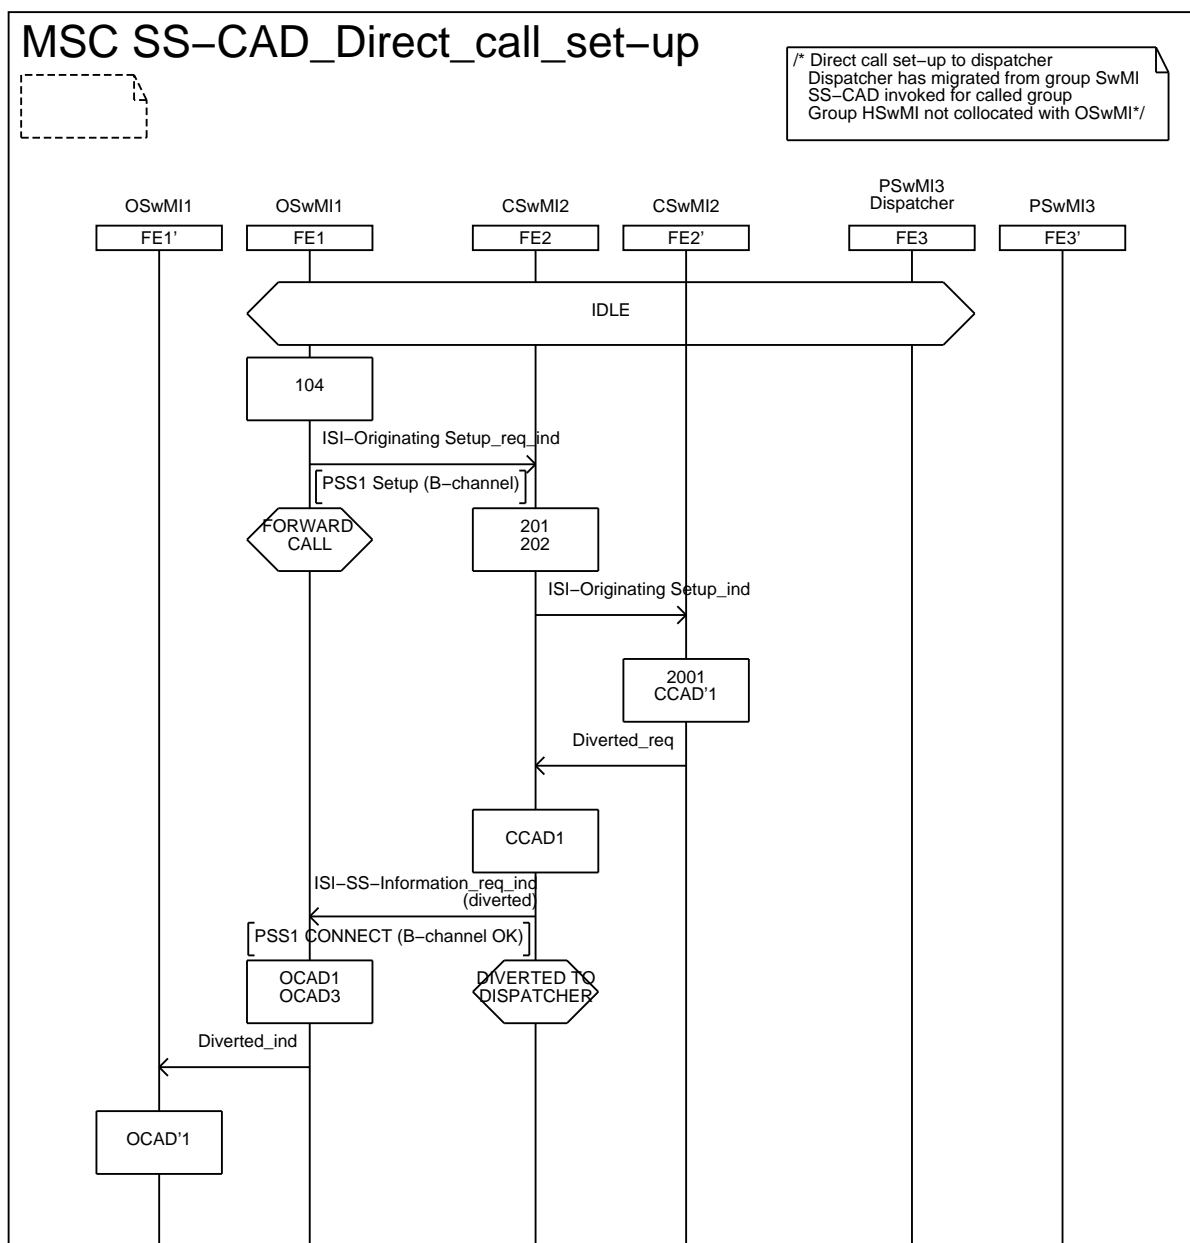 MSC SS−CAD_Direct_call_set−up
/* Direct call set−up to dispatcher
Dispatcher has migrated from group SwMI
SS−CAD invoked for called group
Group HSwMI not collocated with OSwMI*/
OSwMI1
OSwMI1
CSwMI2
CSwMI2
PSwMI3
Dispatcher
PSwMI3
FE1'
FE1
FE2
FE2'
FE3
FE3'
IDLE
104
ISI−Originating Setup_req_ind
PSS1 Setup (B−channel)
FORWARD
CALL
201
202
ISI−Originating Setup_ind
2001
CCAD'1
Diverted_req
CCAD1
ISI−SS−Information_req_ind
(diverted)
PSS1 CONNECT (B−channel OK)
OCAD1
OCAD3
DIVERTED TO
DISPATCHER
Diverted_ind
OCAD'1